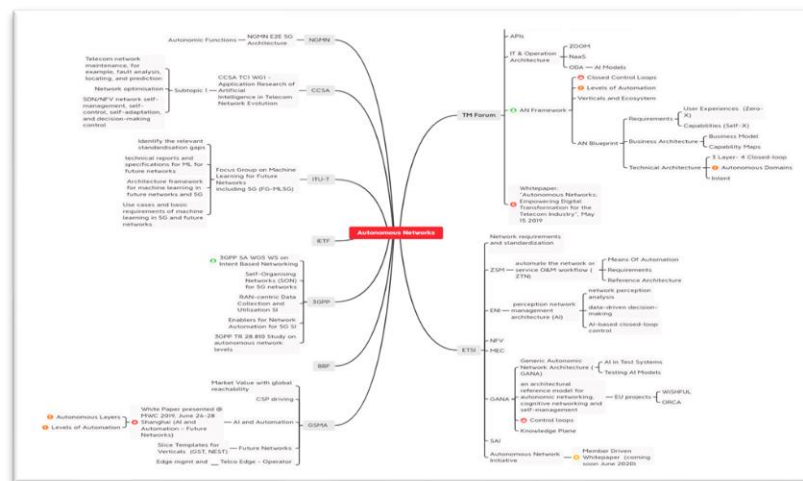 Autonomous Networks
Autonomic Functions
NGMN E2E 5G
Architecture
NGMN
Telecom network
maintenance, for
example, fault analysis,
locating, and prediction
Network optimisation
SDN/NFV network self-
management, self-
control, self-adaptation,
and decision-making
control
Subtopic 1
CCSA TC1 WG1 -
Application Research of
Artificial
Intelligence in Telecom
Network Evolution
CCSA
Identify the relevant
standardisation gaps
technical reports and
specifications for ML for
future networks
Architecture framework
for machine learning in
future networks and 5G
Use cases and basic
requirements of machine
learning in 5G and future
networks
Focus Group on Machine
Learning for Future
Networks
including 5G (FG-ML5G)
ITU-T
IETF
3GPP SA WG5 WS on
Intent Based Networking
Self-Organising
Networks (SON)
for 5G networks
RAN-centric Data
Collection and
Utilization SI
Enablers for Network
Automation for 5G SI
3GPP TR 28.810 Study on
autonomous network
levels
3GPP
BBF
Market Value with global
reachability
CSP driving
Autonomous Layers
Levels of Automation
White Paper presented @
MWC 2019, June 26-28
Shanghai (AI and
Automation - Future
Networks)
AI and Automation
Slice Templates for
Verticals (GST, NEST)
Future Networks
Edge mgmt and
Telco Edge - Operator
GSMA
TM Forum
APIs
IT & Operation
Architecture
ZOOM
NaaS
ODA
AI Models
AN Framework
Closed Control Loops
Levels of Automation
Verticals and Ecosystem
AN Blueprint
Requirements
User Experiences (Zero-
X)
Capabilities (Self-X)
Business Architecture
Business Model
Capability Maps
Technical Architecture
3 Layer- 4 Closed-loop
Autonomous Domains
Intent
Whitepaper:
"Autonomous Networks:
Empowering Digital
Transformation for the
Telecom Industry", May
15 2019
ETSI
Network requirements
and standardization
ZSM
automate the network or
service O&M workflow (
ZTN)
Means Of Automation
Requirements
Reference Architecture
ENI
perception network
management
architecture (AI)
network perception
analysis
data-driven decision-
making
AI-based closed-loop
control
NFV
MEC
GANA
Generic Autonomic
Network Architecture (
GANA)
AI in Test Systems
Testing AI Models
an architectural
reference model for
autonomic networking,
cognitive networking and
self-management
EU projects
WiSHFUL
ORCA
Control loops
Knowledge Plane
SAI
Autonomous Network
Initiative
Member Driven
Whitepaper (coming
soon June 2020)